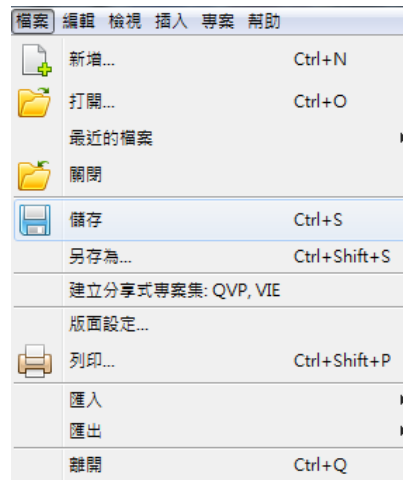 檔案 編輯 檢視 插入 專案 幫助
新增... Ctrl+N
打開... Ctrl+O
最近的檔案
關閉
儲存 Ctrl+S
另存為... Ctrl+Shift+S
建立分享式專案集: QVP, VIE
版面設定...
列印... Ctrl+Shift+P
匯入
匯出
離開 Ctrl+Q